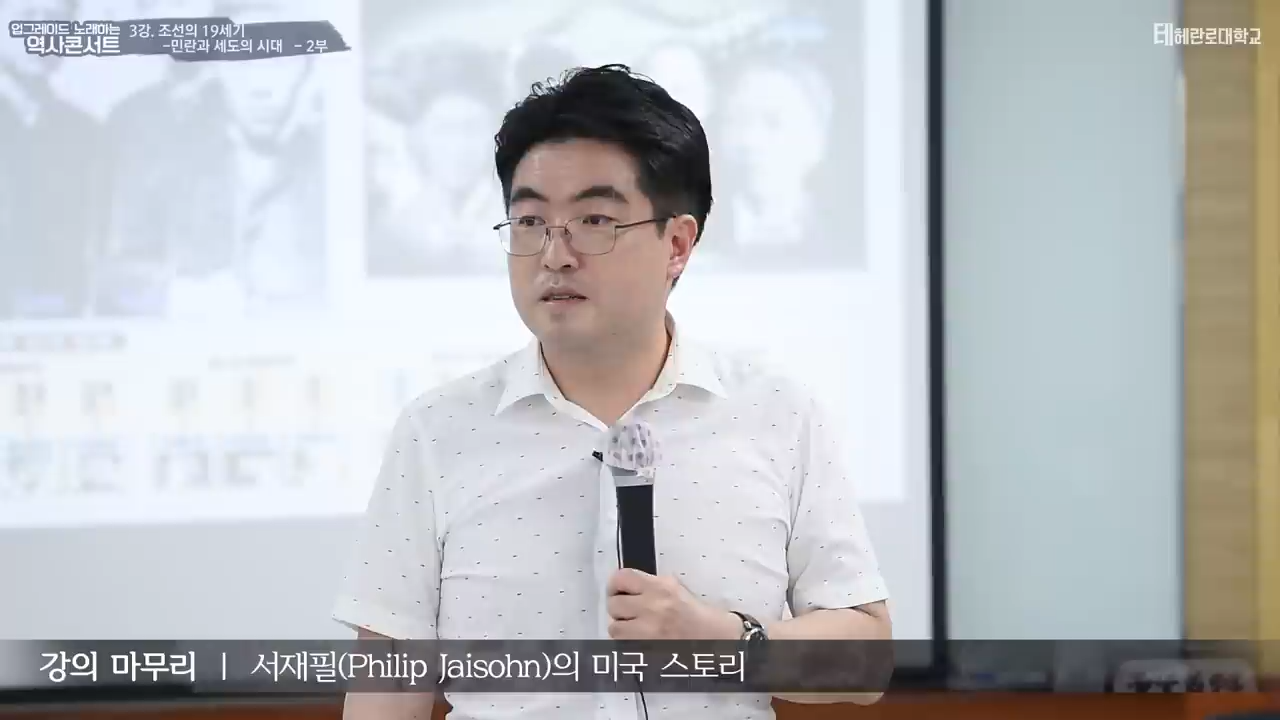 업그레이드 노래하는
역사콘서트
3강. 조선의 19세기
-민란과 세도의 시대 - 2부
테헤란로대학교
강의 마무리 | 서재필(Philip Jaisohn)의 미국 스토리